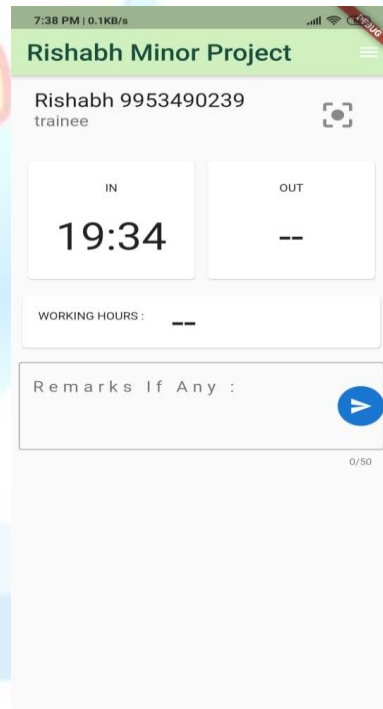 7:38 PM | 0.1KB/s
DEBUG
Rishabh Minor Project
Rishabh 9953490239
trainee
IN
OUT
19:34
--
WORKING HOURS : --
Remarks If Any :
0/50